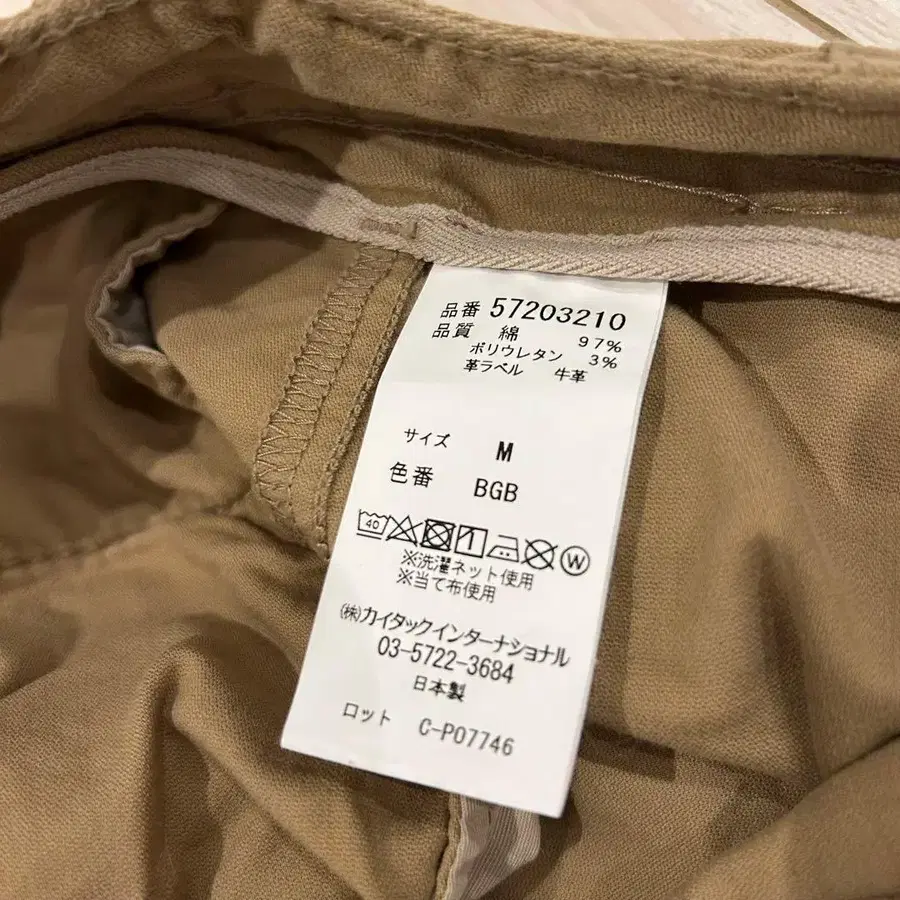 品番 57203210
品質 綿 97%
ポリウレタン 3%
革ラベル 牛革
サイズ M
色番 BGB
40 W
※洗濯ネット使用
※当て布使用
(株)カイタックインターナショナル
03-5722-3684
日本製
ロット C-P07746